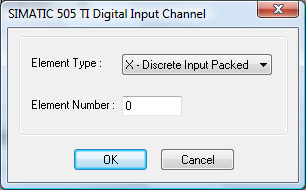 SIMATIC 505 TI Digital Input Channel
Element Type : X - Discrete Input Packed
Element Number : 0
OK Cancel